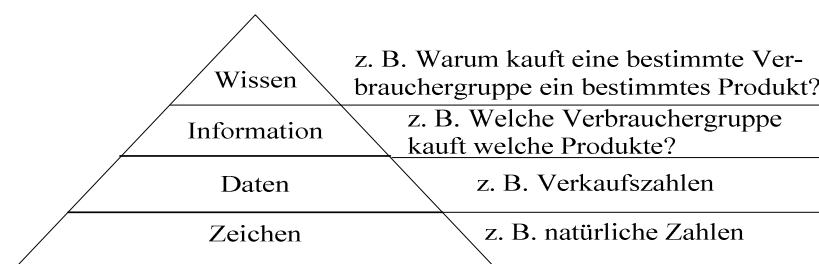 Wissen
z. B. Warum kauft eine bestimmte Ver-
brauchergruppe ein bestimmtes Produkt?
Information
z. B. Welche Verbrauchergruppe
kauft welche Produkte?
Daten
z. B. Verkaufszahlen
Zeichen
z. B. natürliche Zahlen